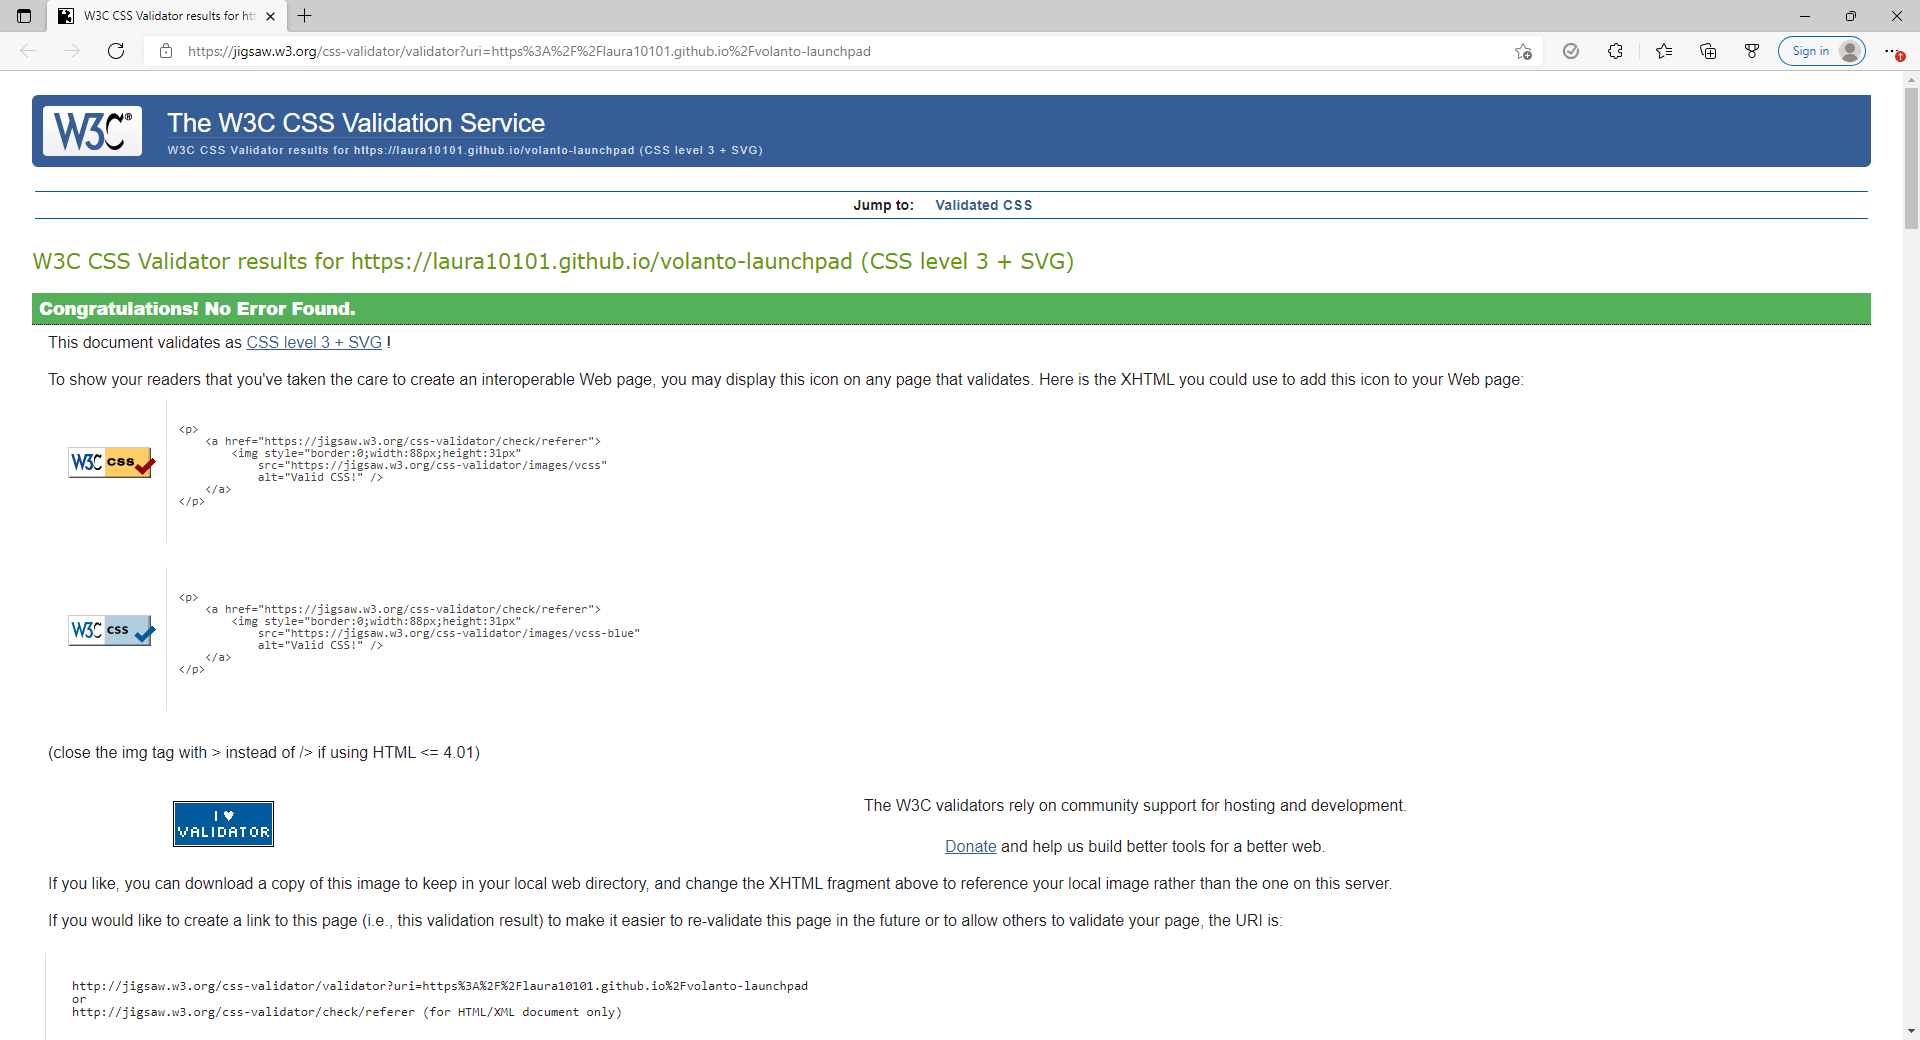 W3C CSS Validator results for htt
https://jigsaw.w3.org/css-validator/validator?uri=https%3A%2F%2Flaura10101.github.io%2Fvolanto-launchpad
Sign in
W3C®
The W3C CSS Validation Service
W3C CSS Validator results for https://laura10101.github.io/volanto-launchpad (CSS level 3 + SVG)
Jump to: Validated CSS
W3C CSS Validator results for https://laura10101.github.io/volanto-launchpad (CSS level 3 + SVG)
Congratulations! No Error Found.
This document validates as CSS level 3 + SVG !
To show your readers that you've taken the care to create an interoperable Web page, you may display this icon on any page that validates. Here is the XHTML you could use to add this icon to your Web page:
W3C css
<p>
<a href="https://jigsaw.w3.org/css-validator/check/referer">
<img style="border:0;width:88px;height:31px"
src="https://jigsaw.w3.org/css-validator/images/vcss"
alt="Valid CSS!" />
</a>
</p>
W3C css
<p>
<a href="https://jigsaw.w3.org/css-validator/check/referer">
<img style="border:0;width:88px;height:31px"
src="https://jigsaw.w3.org/css-validator/images/vcss-blue"
alt="Valid CSS!" />
</a>
</p>
(close the img tag with > instead of /> if using HTML <= 4.01)
I ♥
VALIDATOR
The W3C validators rely on community support for hosting and development.
Donate and help us build better tools for a better web.
If you like, you can download a copy of this image to keep in your local web directory, and change the XHTML fragment above to reference your local image rather than the one on this server.
If you would like to create a link to this page (i.e., this validation result) to make it easier to re-validate this page in the future or to allow others to validate your page, the URI is:
http://jigsaw.w3.org/css-validator/validator?uri=https%3A%2F%2Flaura10101.github.io%2Fvolanto-launchpad
or
http://jigsaw.w3.org/css-validator/check/referer (for HTML/XML document only)